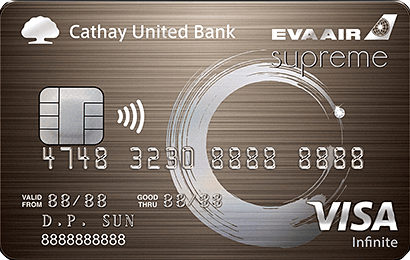 Cathay United Bank
EVA AIR
supreme
4748 3230 8888 8888
VALID FROM 88/88 GOOD THRU 88/88
D.P. SUN
8888888888
VISA
Infinite